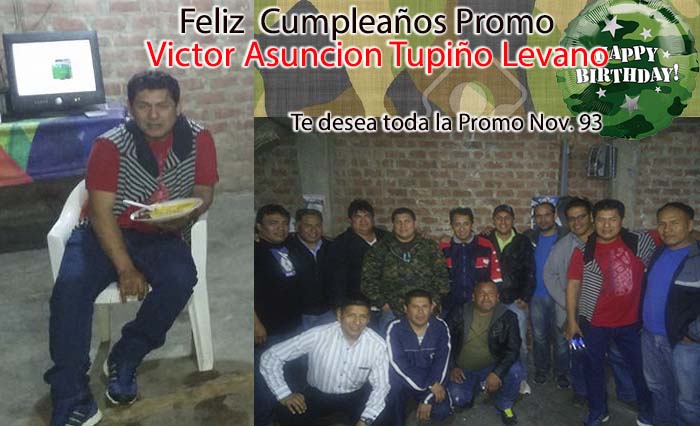 Feliz Cumpleaños Promo
Victor Asuncion Tupiño Levano
HAPPY
BIRTHDAY!
Te desea toda la Promo Nov. 93